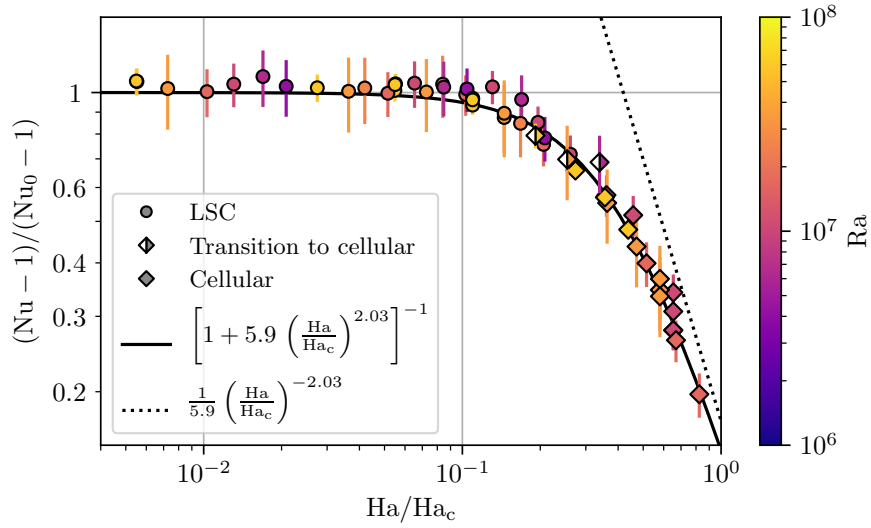 (Nu − 1)/(Nu₀ − 1)
1
0.6
0.4
0.3
0.2
LSC
Transition to cellular
Cellular
[1 + 5.9 (Ha/Ha_c)^2.03]^−1
1/5.9 (Ha/Ha_c)^−2.03
10⁻²
10⁻¹
10⁰
Ha/Ha_c
10⁸
10⁷
10⁶
Ra